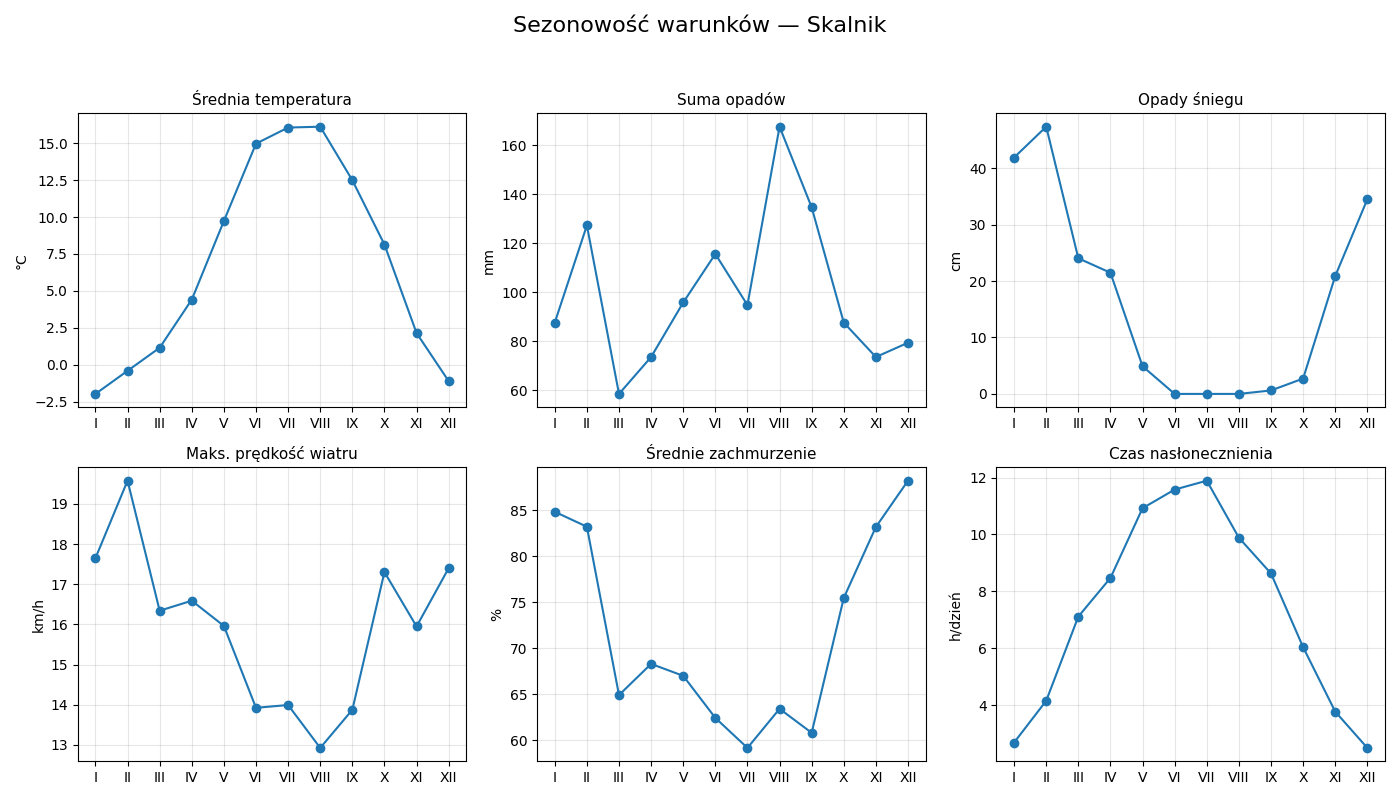 Sezonowość warunków — Skalnik
Średnia temperatura
°C
15.0
12.5
10.0
7.5
5.0
2.5
0.0
−2.5
I II III IV V VI VII VIII IX X XI XII
Suma opadów
mm
160
140
120
100
80
60
I II III IV V VI VII VIII IX X XI XII
Opady śniegu
cm
40
30
20
10
0
I II III IV V VI VII VIII IX X XI XII
Maks. prędkość wiatru
km/h
19
18
17
16
15
14
13
I II III IV V VI VII VIII IX X XI XII
Średnie zachmurzenie
%
85
80
75
70
65
60
I II III IV V VI VII VIII IX X XI XII
Czas nasłonecznienia
h/dzień
12
10
8
6
4
I II III IV V VI VII VIII IX X XI XII